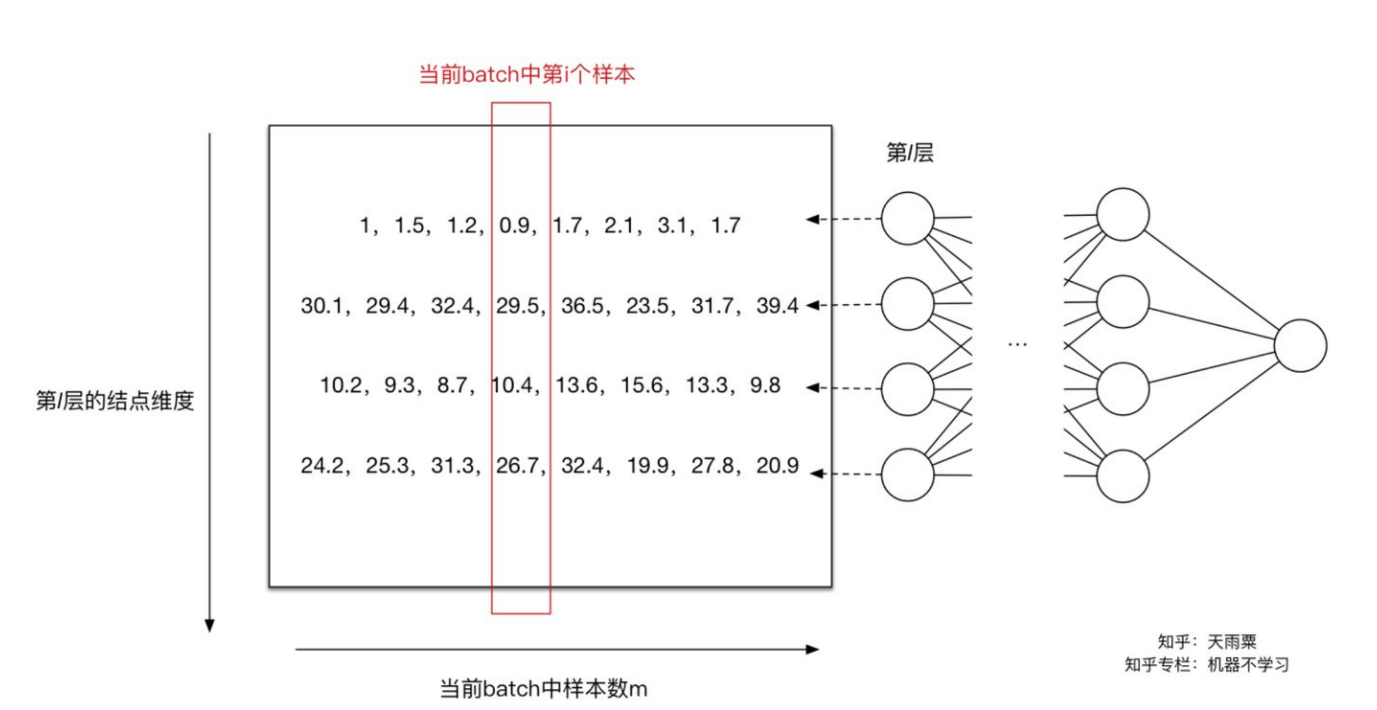 当前batch中第i个样本
第l层
1, 1.5, 1.2, 0.9, 1.7, 2.1, 3.1, 1.7
30.1, 29.4, 32.4, 29.5, 36.5, 23.5, 31.7, 39.4
...
10.2, 9.3, 8.7, 10.4, 13.6, 15.6, 13.3, 9.8
第l层的结点维度
24.2, 25.3, 31.3, 26.7, 32.4, 19.9, 27.8, 20.9
当前batch中样本数m
知乎：天雨粟
知乎专栏：机器不学习